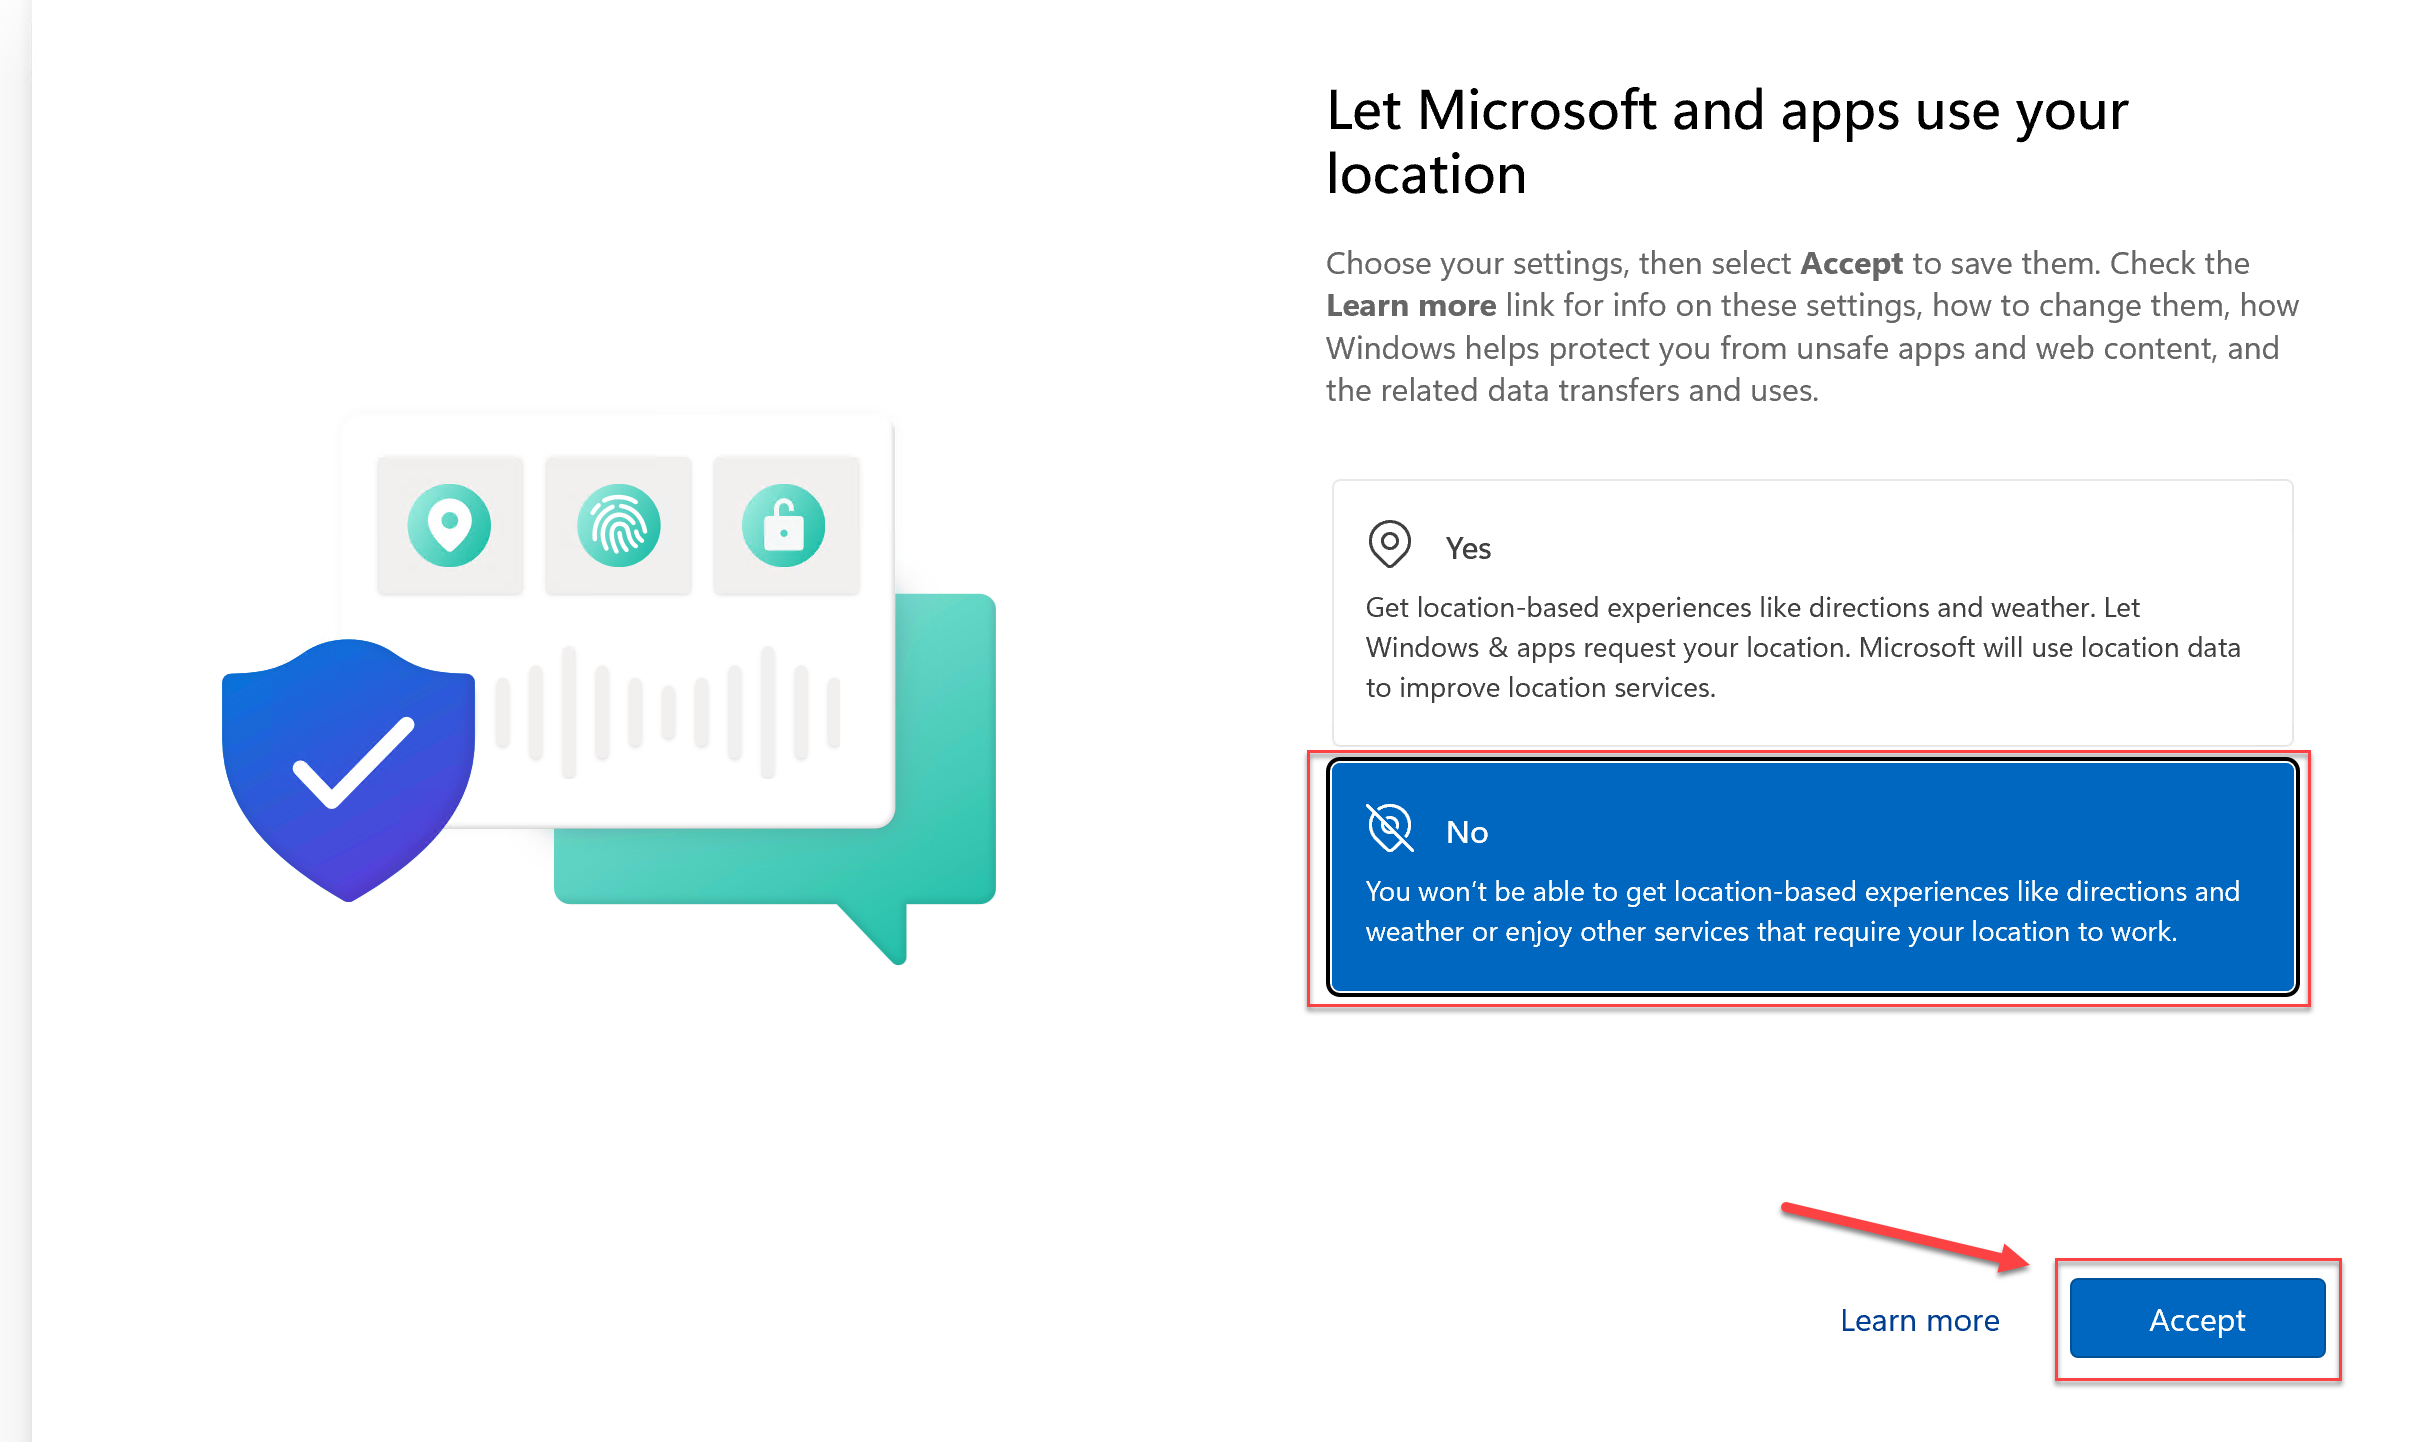 Let Microsoft and apps use your
location
Choose your settings, then select Accept to save them. Check the
Learn more link for info on these settings, how to change them, how
Windows helps protect you from unsafe apps and web content, and
the related data transfers and uses.
Yes
Get location-based experiences like directions and weather. Let
Windows & apps request your location. Microsoft will use location data
to improve location services.
No
You won't be able to get location-based experiences like directions and
weather or enjoy other services that require your location to work.
Learn more
Accept